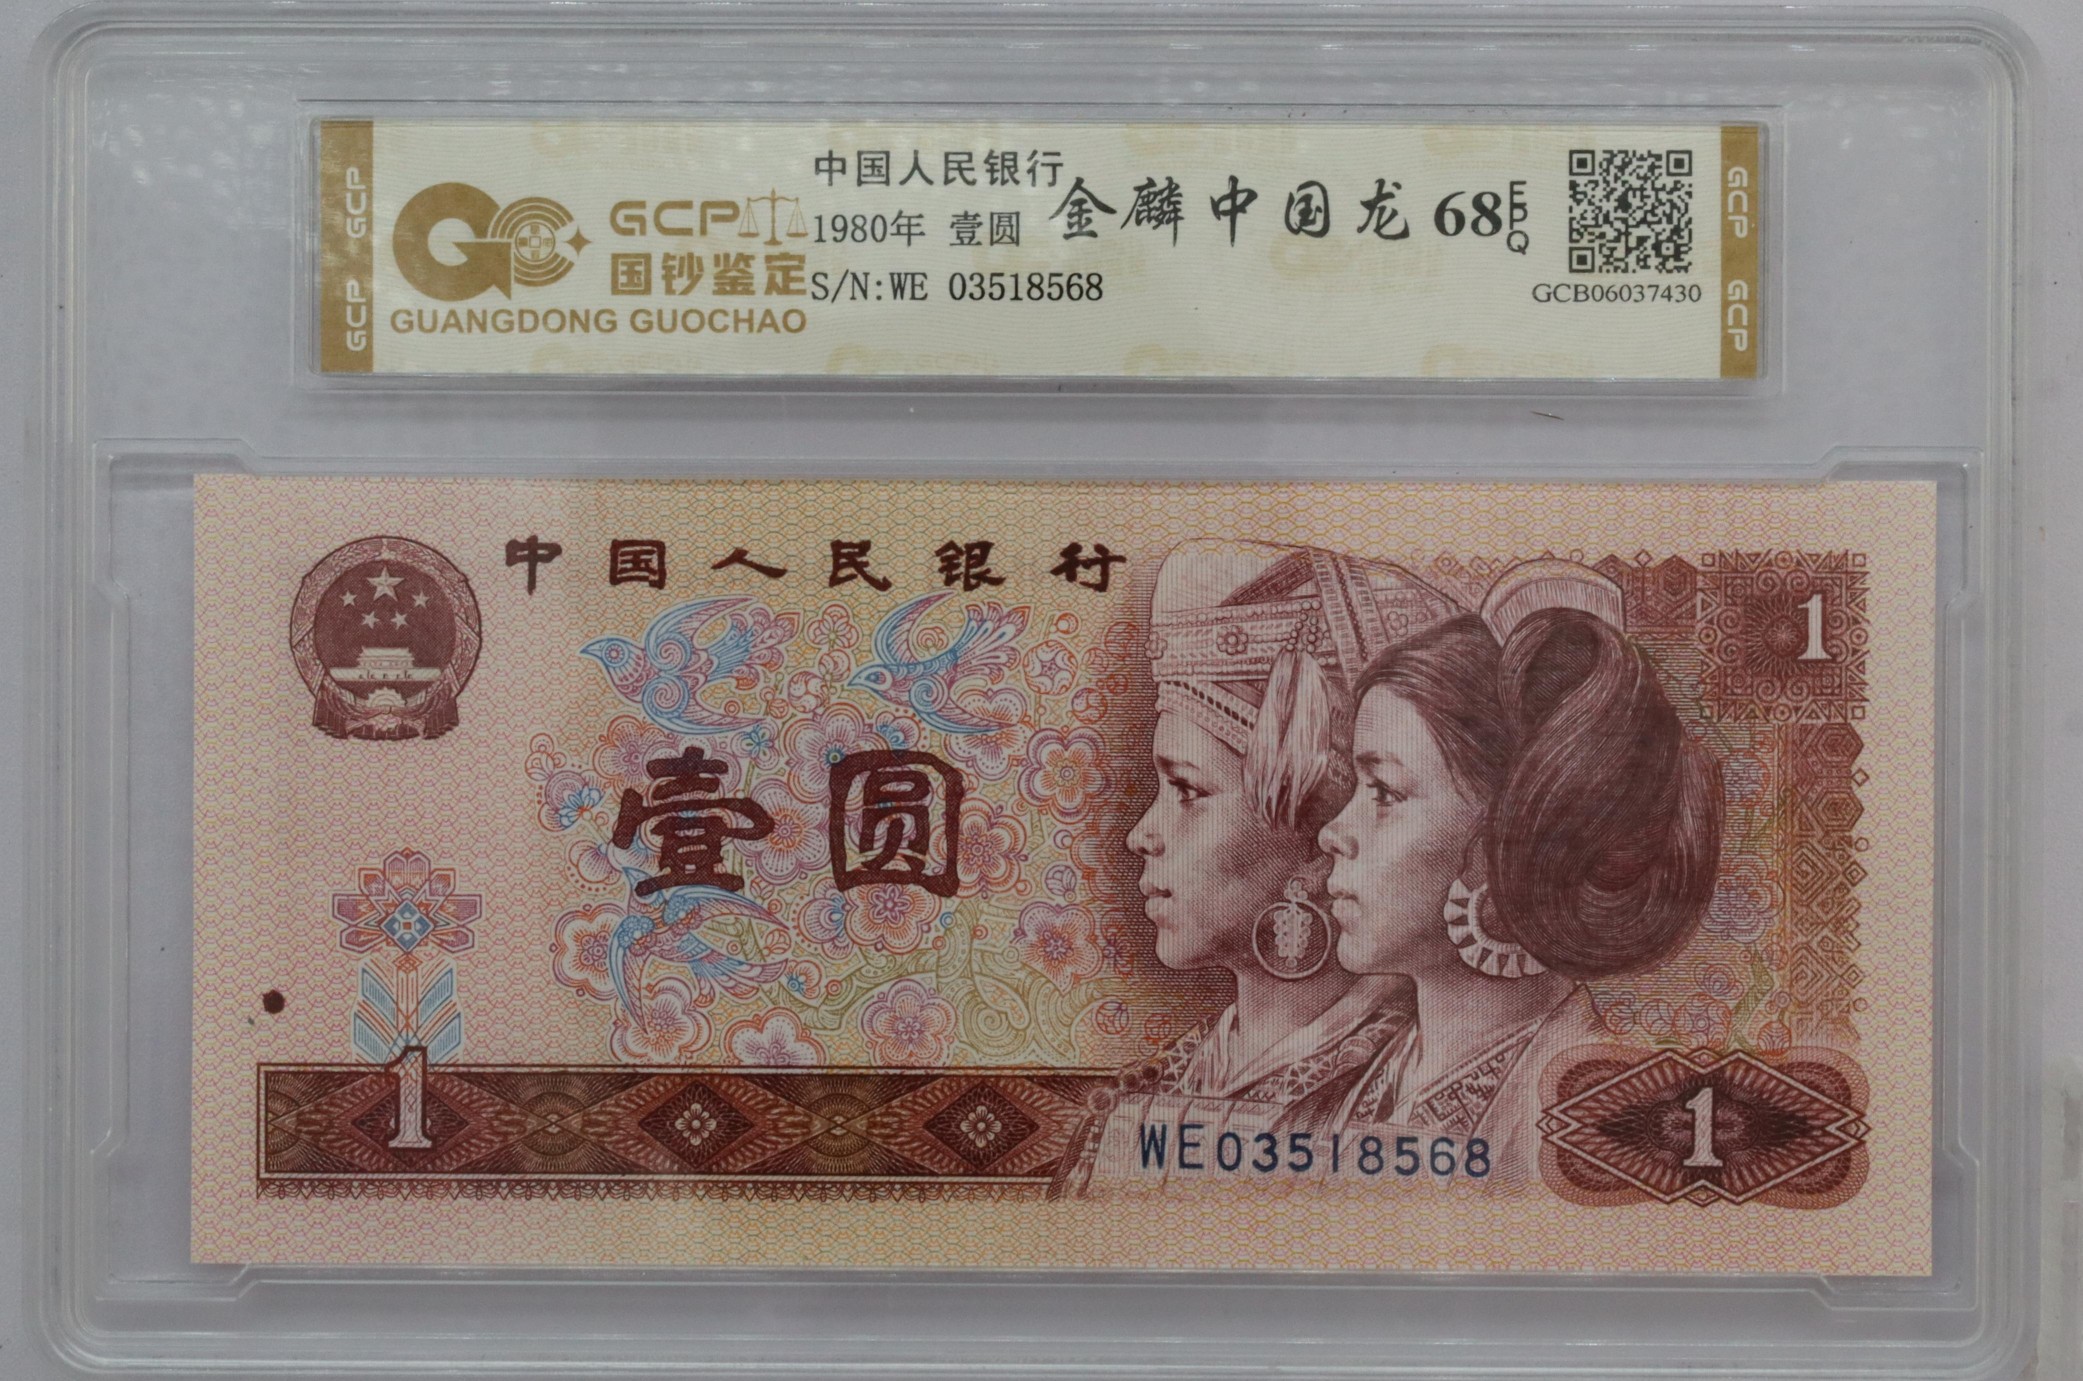 GCP GCP
GCP
国钞鉴定
GUANGDONG GUOCHAO
中国人民银行
1980年 壹圆
S/N:WE 03518568
金麟中国龙
68 EPQ
GCB06037430
GCP GCP
中国人民银行
1
壹圆
1
WE03518568
1